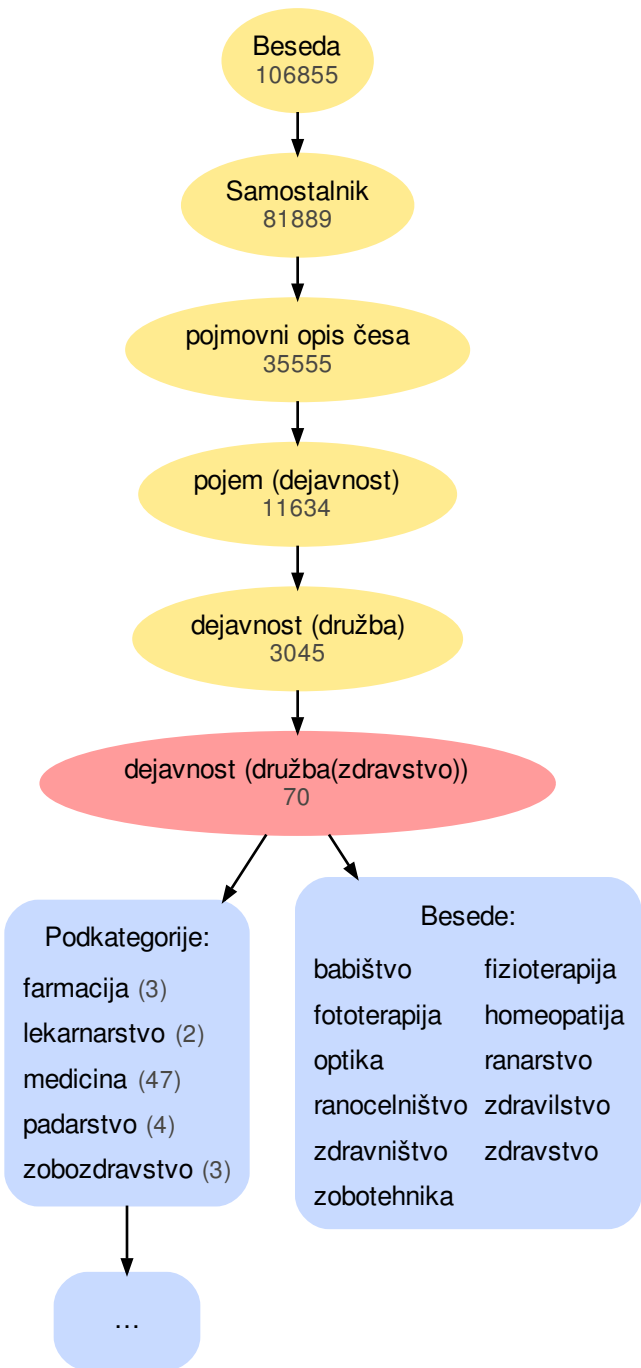 Beseda
106855
Samostalnik
81889
pojmovni opis česa
35555
pojem (dejavnost)
11634
dejavnost (družba)
3045
dejavnost (družba(zdravstvo))
70
Podkategorije:
farmacija (3)
lekarnarstvo (2)
medicina (47)
padarstvo (4)
zobozdravstvo (3)
...
Besede:
babištvo fizioterapija
fototerapija homeopatija
optika ranarstvo
ranocelništvo zdravilstvo
zdravništvo zdravstvo
zobotehnika